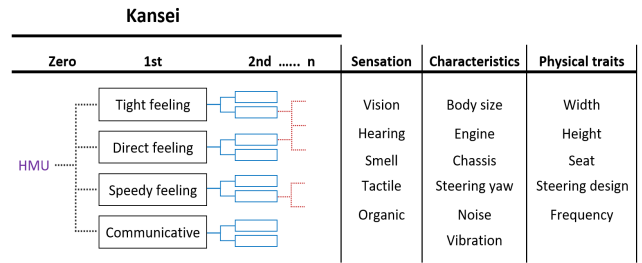 Kansei
Zero 1st 2nd ...... n Sensation Characteristics Physical traits
Tight feeling Vision Body size Width
Direct feeling Hearing Engine Height
HMU Smell Chassis Seat
Speedy feeling Tactile Steering yaw Steering design
Communicative Organic Noise Frequency
Vibration